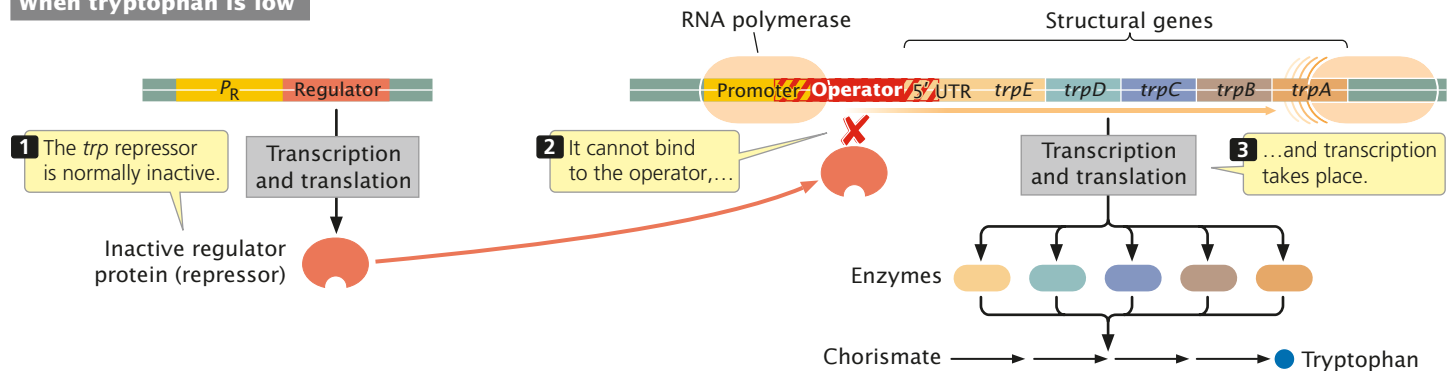 When tryptophan is low
RNA polymerase
Structural genes
PR
Regulator
Promoter
Operator
5′ UTR
trpE
trpD
trpC
trpB
trpA
1 The trp repressor
is normally inactive.
Transcription
and translation
2 It cannot bind
to the operator,…
Transcription
and translation
3 …and transcription
takes place.
Inactive regulator
protein (repressor)
Enzymes
Chorismate
Tryptophan